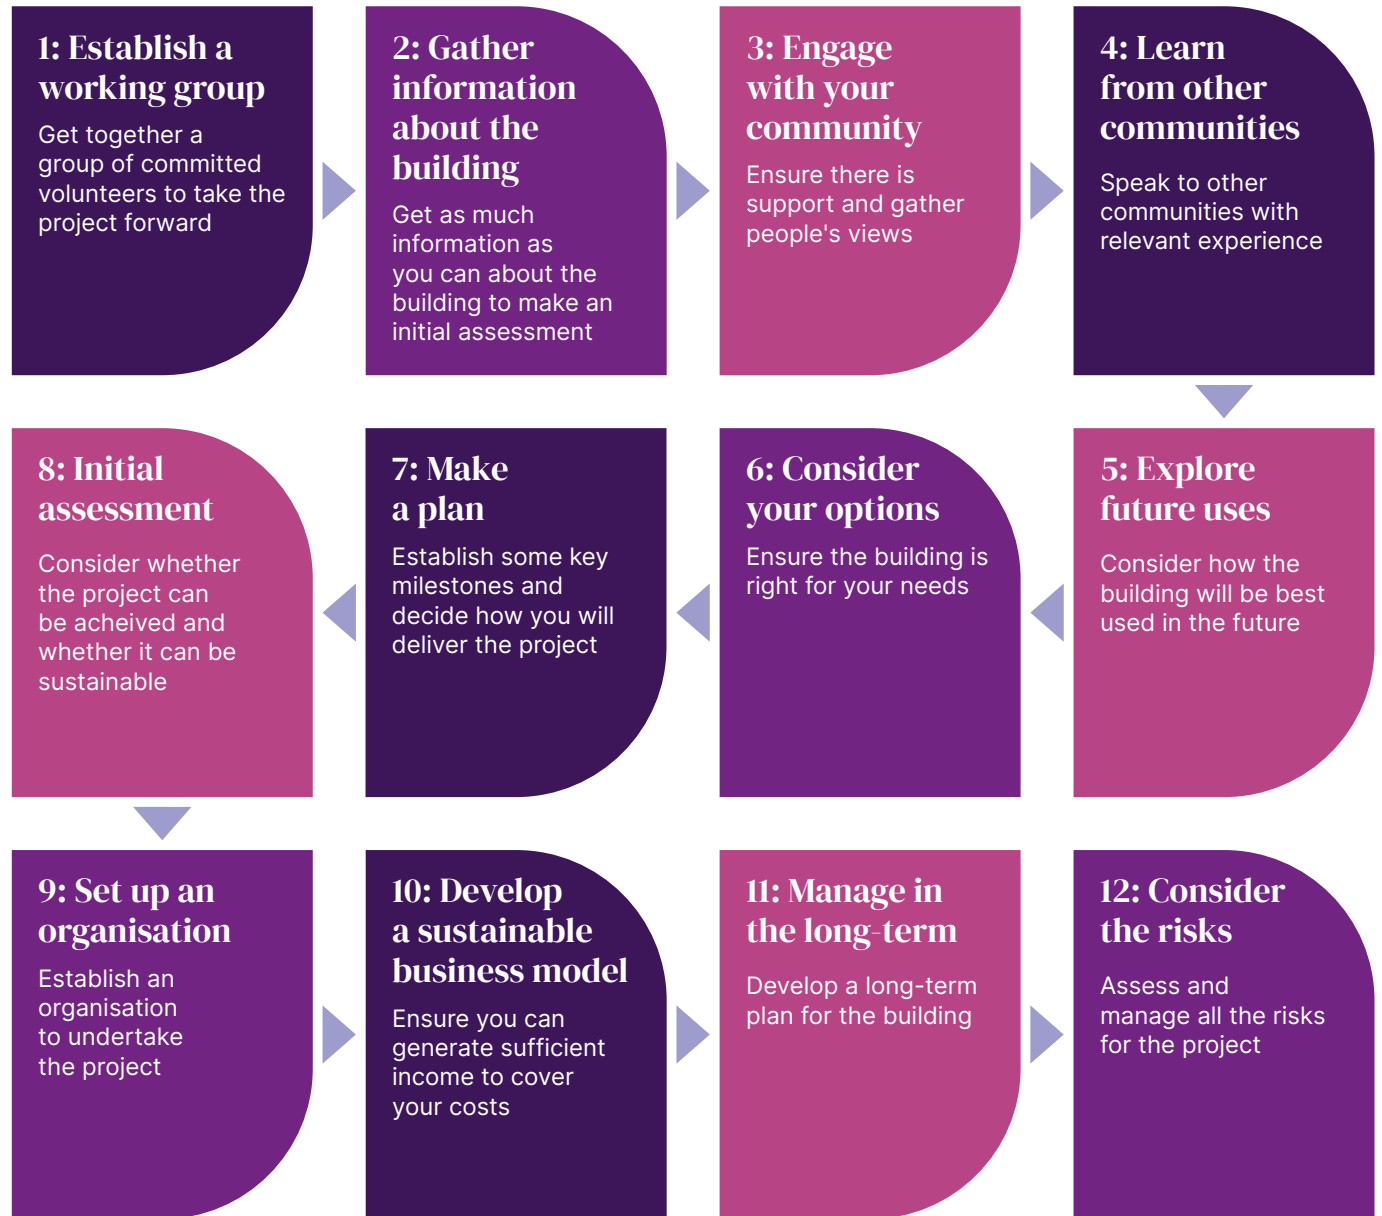 1: Establish a
working group
Get together a
group of committed
volunteers to take the
project forward
2: Gather
information
about the
building
Get as much
information as
you can about the
building to make an
initial assessment
3: Engage
with your
community
Ensure there is
support and gather
people's views
4: Learn
from other
communities
Speak to other
communities with
relevant experience
5: Explore
future uses
Consider how the
building will be best
used in the future
6: Consider
your options
Ensure the building is
right for your needs
7: Make
a plan
Establish some key
milestones and
decide how you will
deliver the project
8: Initial
assessment
Consider whether
the project can
be acheived and
whether it can be
sustainable
9: Set up an
organisation
Establish an
organisation
to undertake
the project
10: Develop
a sustainable
business model
Ensure you can
generate sufficient
income to cover
your costs
11: Manage in
the long-term
Develop a long-term
plan for the building
12: Consider
the risks
Assess and
manage all the risks
for the project